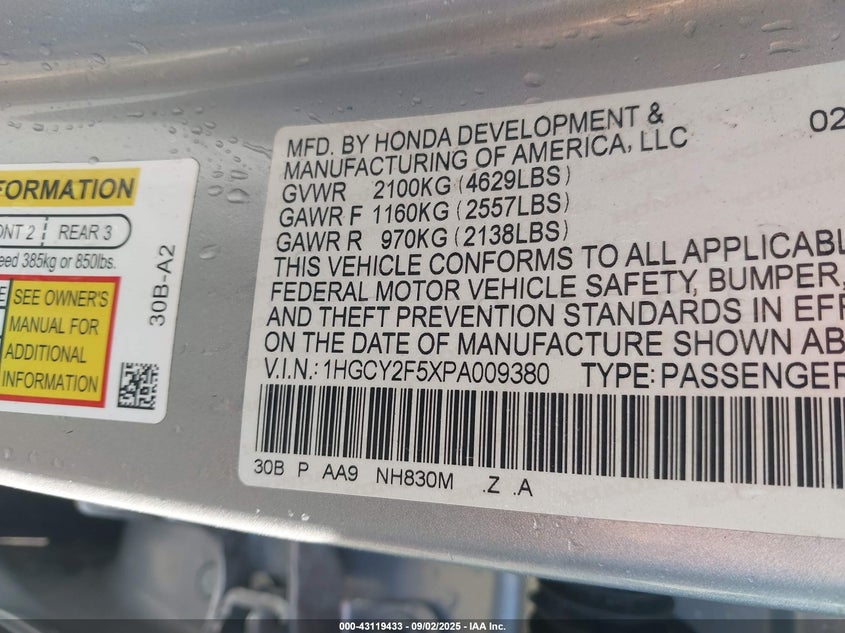 FORMATION
ONT 2 REAR 3
eed 385kg or 850lbs.
SEE OWNER'S
MANUAL FOR
ADDITIONAL
INFORMATION
30B-A2
MFD. BY HONDA DEVELOPMENT & 02
MANUFACTURING OF AMERICA, LLC
GVWR 2100KG (4629LBS)
GAWR F 1160KG (2557LBS)
GAWR R 970KG (2138LBS)
THIS VEHICLE CONFORMS TO ALL APPLICABL
FEDERAL MOTOR VEHICLE SAFETY, BUMPER,
AND THEFT PREVENTION STANDARDS IN EFF
ON THE DATE OF MANUFACTURE SHOWN AB
V.I.N.: 1HGCY2F5XPA009380 TYPE: PASSENGER
30B P AA9 NH830M .Z .A
000-43119433 - 09/02/2025 - IAA Inc.